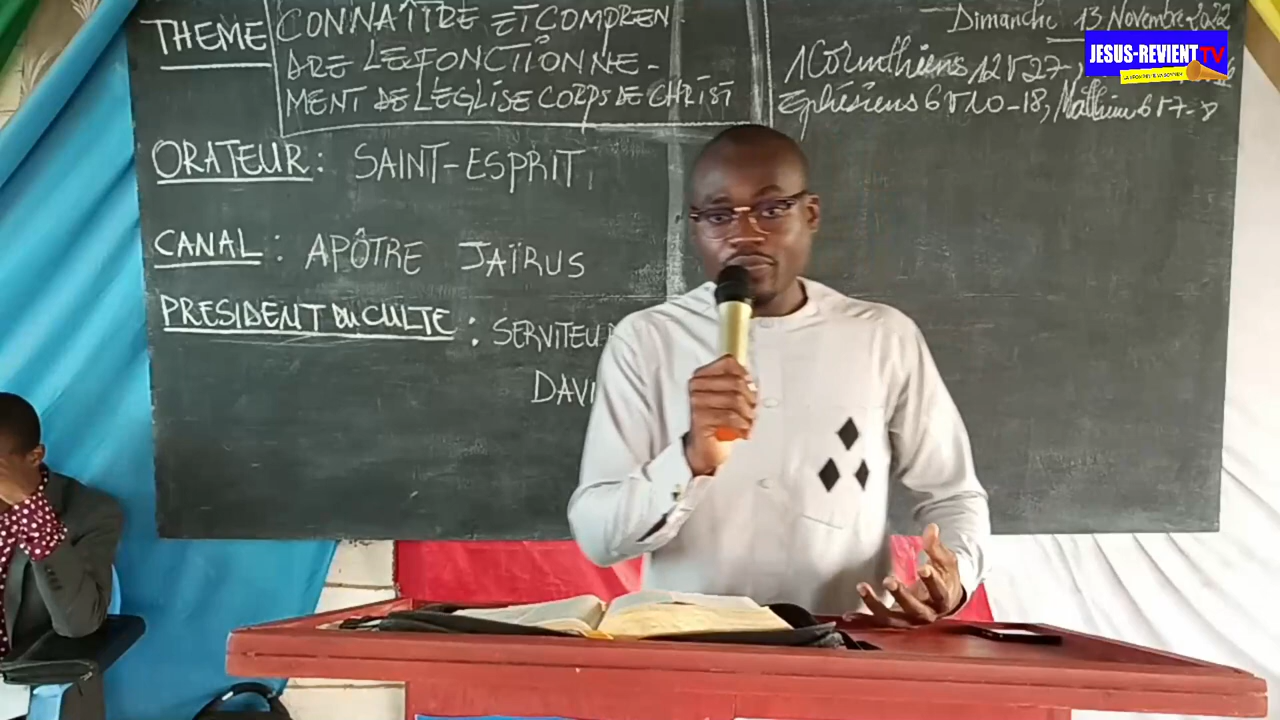 THEME
CONNAÎTRE ET COMPREN
DRE LE FONCTIONNE-
MENT DE L'EGLISE CORPS DE CHRIST
Dimanche 13 Novembre 2022
1 Corinthiens 12 V 27
Ephésiens 6 V 10-18, Matthieu 6 V 7-8
ORATEUR : SAINT-ESPRIT
CANAL : APÔTRE JAÏRUS
PRESIDENT DU CULTE : SERVITEU
DAVI
JESUS-REVIENT TV